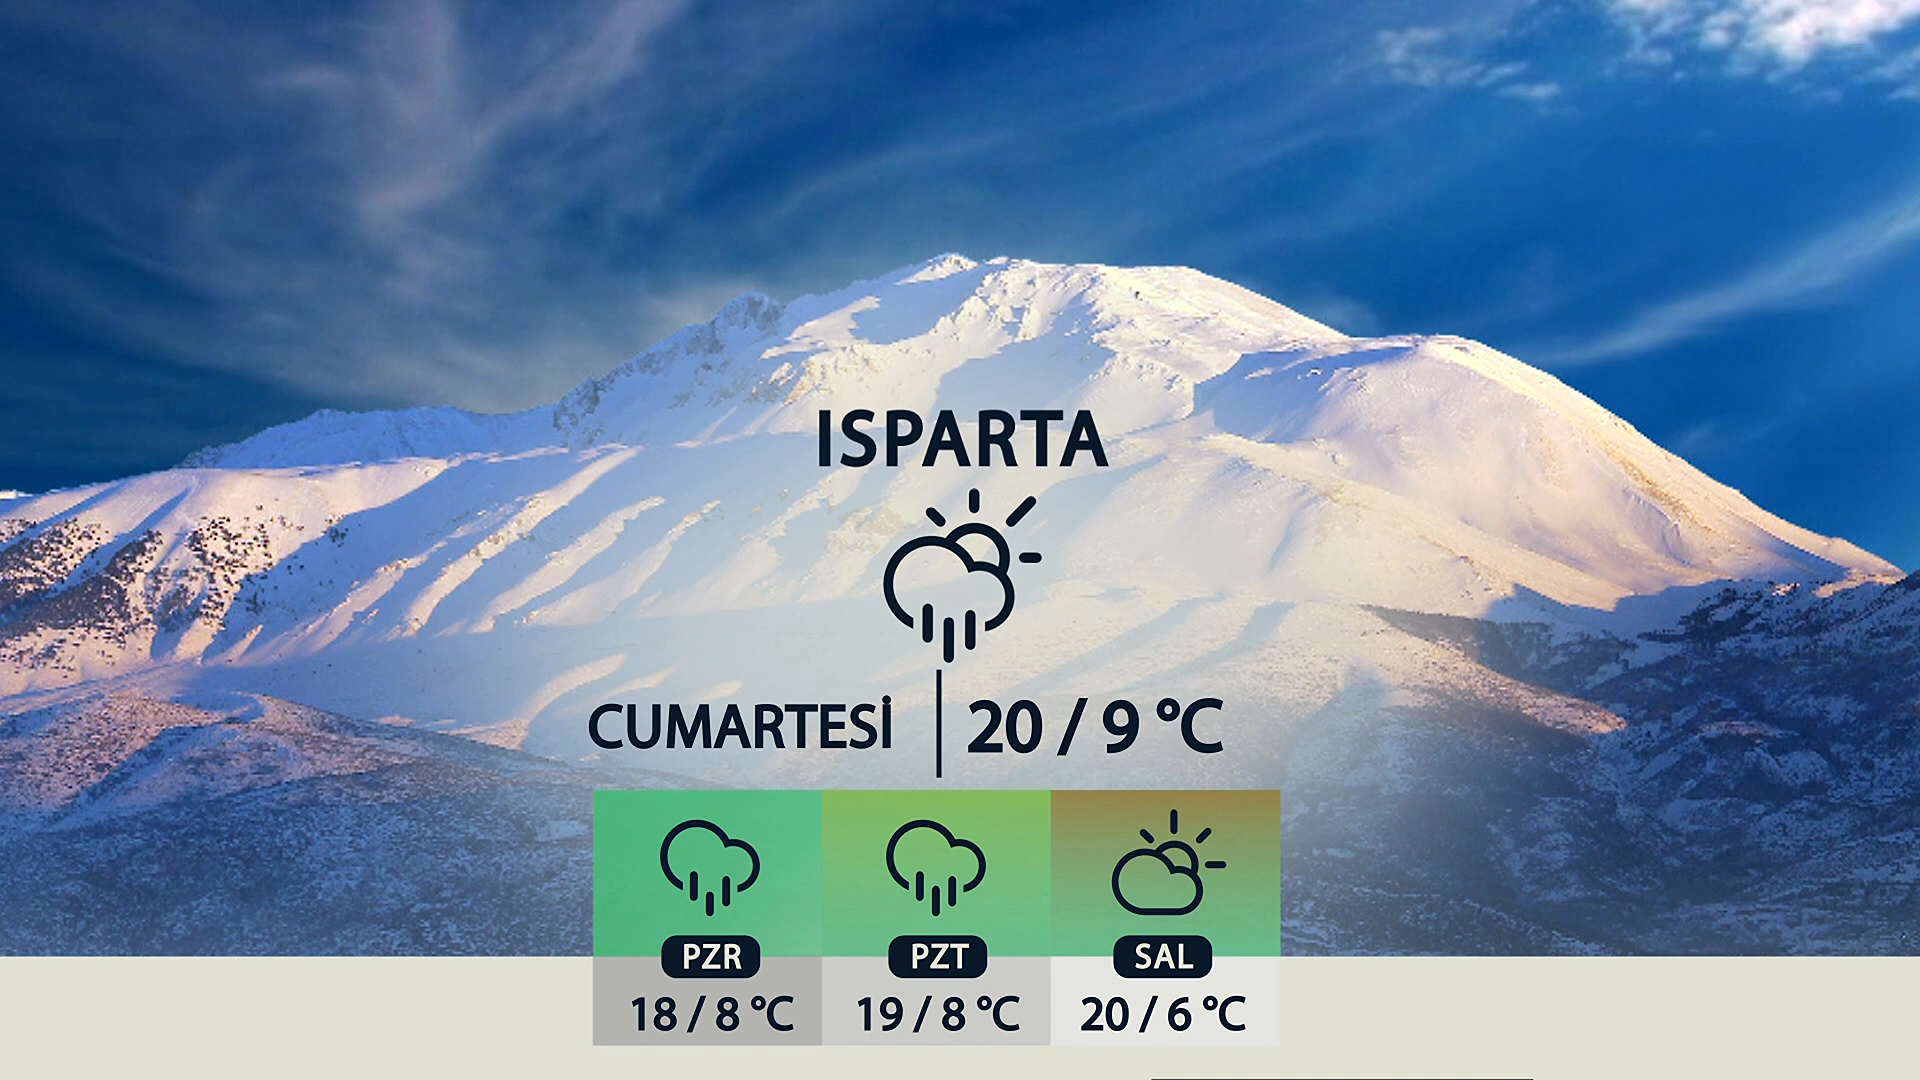 ISPARTA
CUMARTESİ 20 / 9 °C
PZR PZT SAL
18 / 8 °C 19 / 8 °C 20 / 6 °C